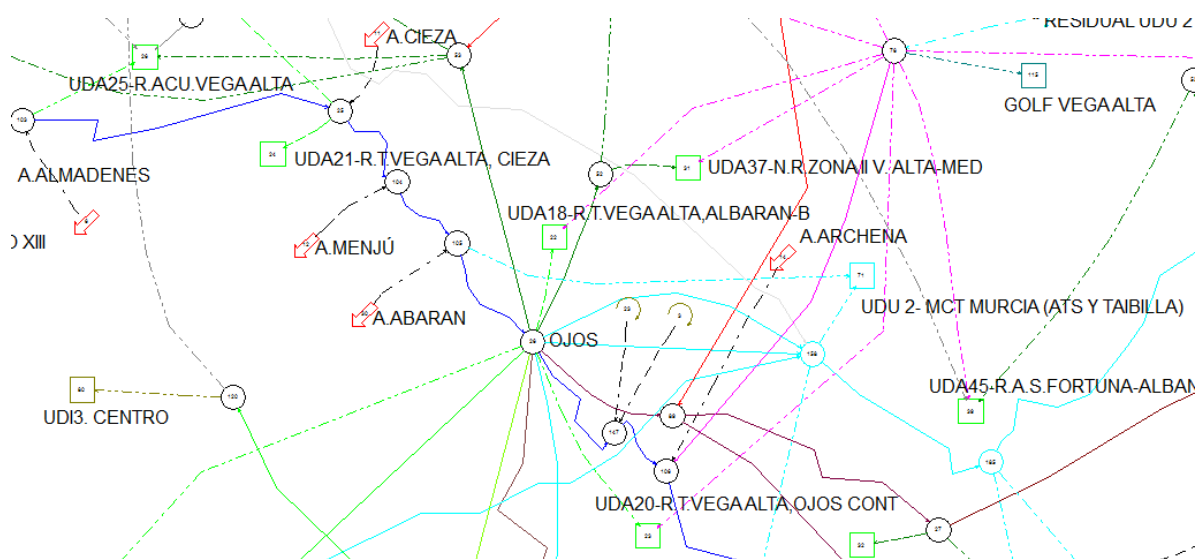 RESIDUAL UDU 2
A.CIEZA
UDA25-R.ACU.VEGA ALTA
GOLF VEGA ALTA
A.ALMADENES
UDA21-R.T.VEGA ALTA, CIEZA
UDA37-N.R.ZONA II V. ALTA-MED
UDA18-R.T.VEGA ALTA,ALBARAN-B
XIII
A.MENJÚ
A.ARCHENA
A.ABARAN
UDU 2- MCT MURCIA (ATS Y TAIBILLA)
OJOS
UDA45-R.A.S.FORTUNA-ALBAN
UDI3. CENTRO
UDA20-R.T.VEGA ALTA,OJOS CONT